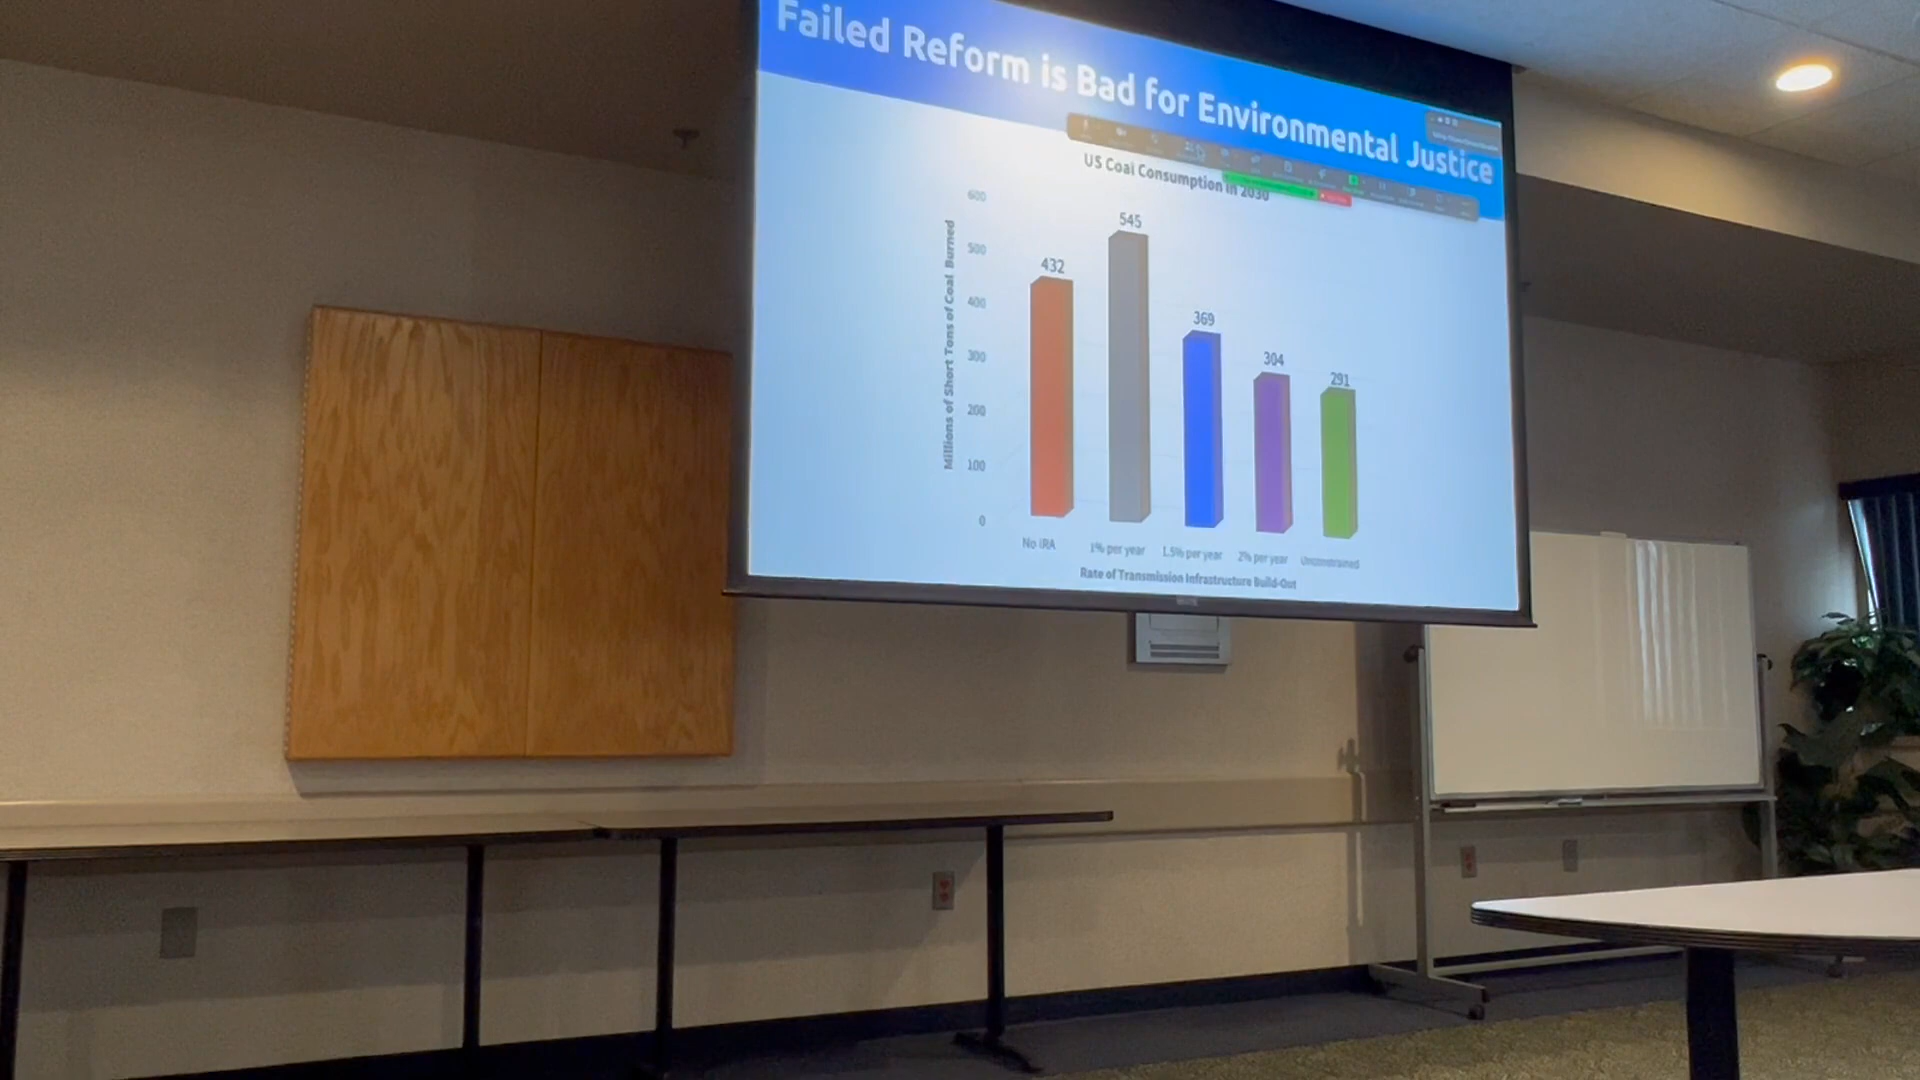 Failed Reform is Bad for Environmental Justice
US Coal Consumption in 2030
Millions of Short Tons of Coal Burned
600
500
400
300
200
100
0
432
545
369
304
291
No IRA
1% per year
1.5% per year
2% per year
Unconstrained
Rate of Transmission Infrastructure Build-Out